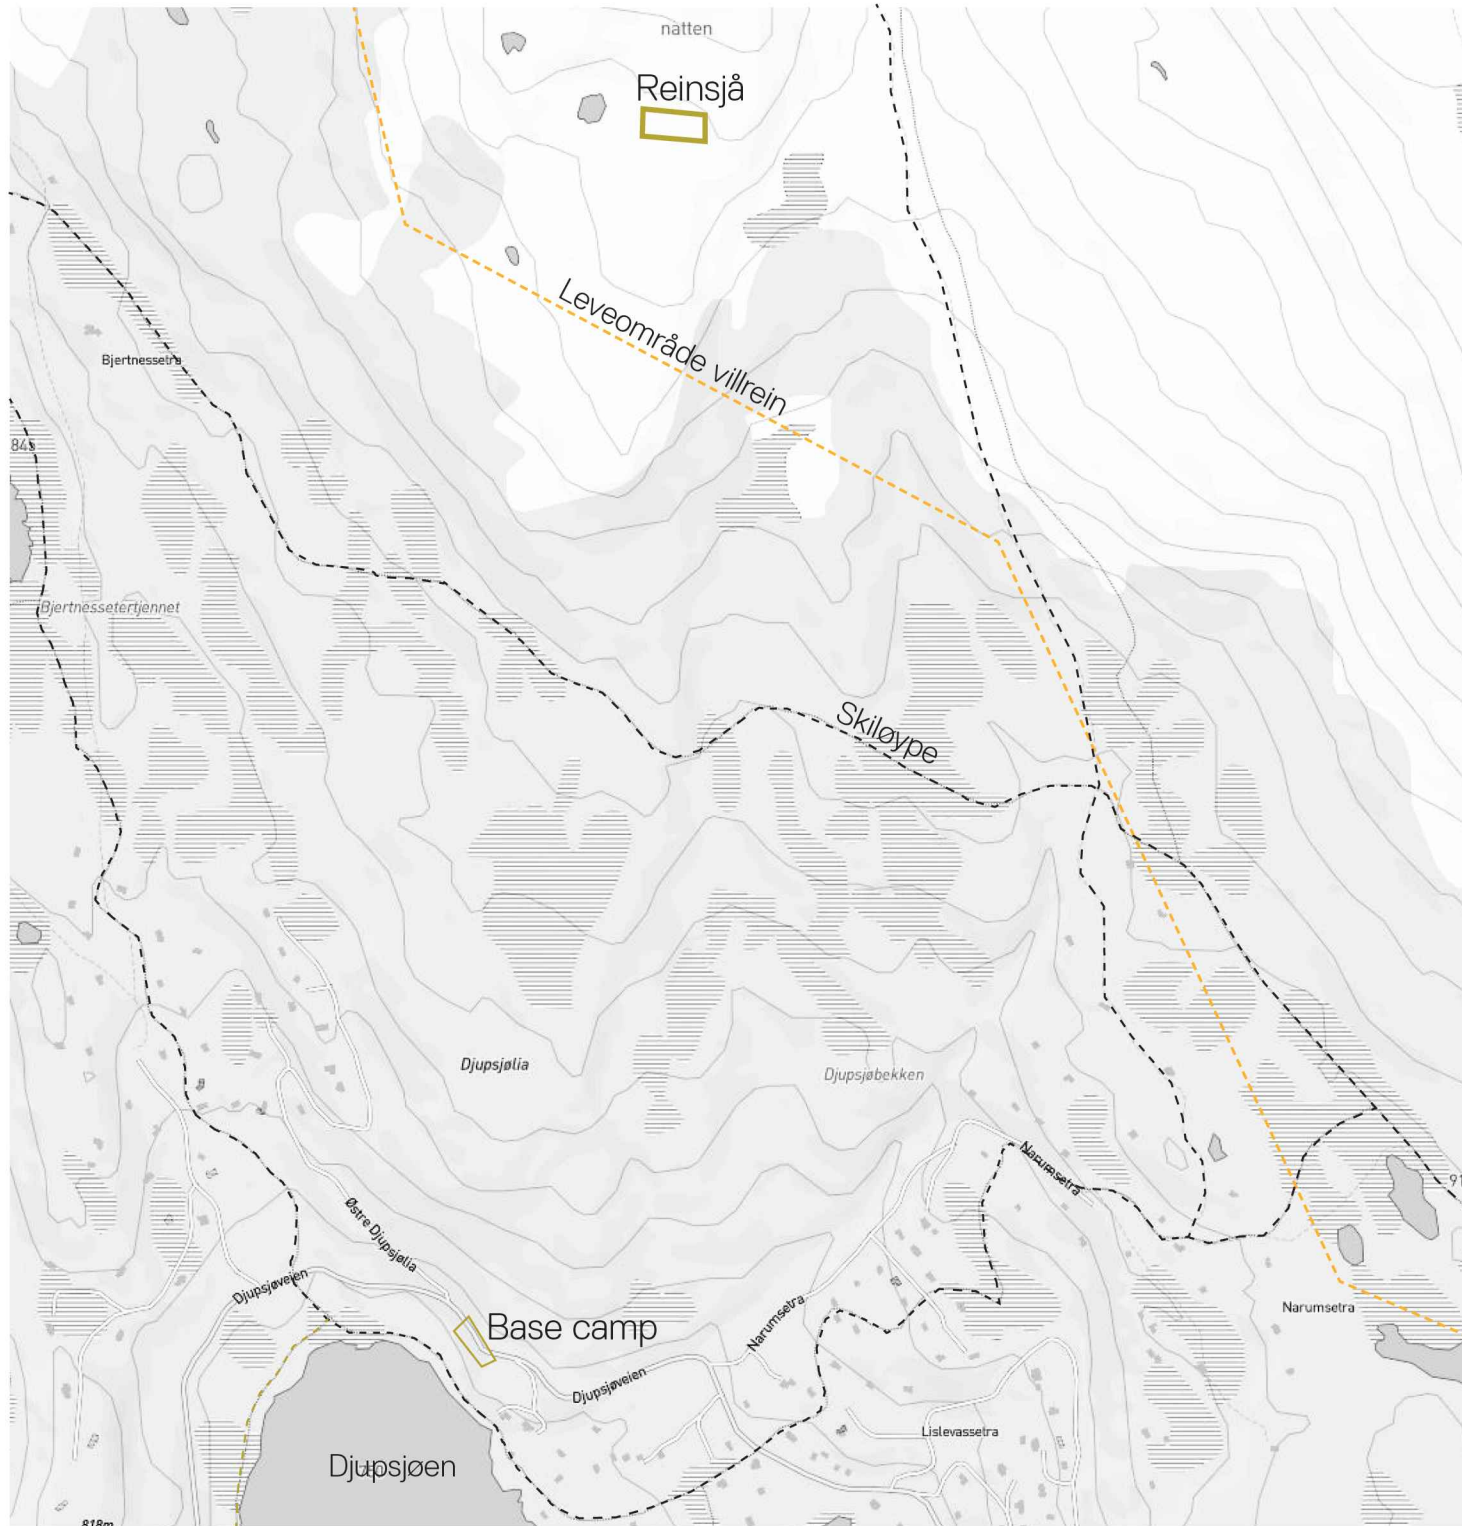 natten
Reinsjå
Leveområde villrein
Bjertnessetra
Bjertnessetertjennet
Skiløype
Djupsjølia
Djupsjøbekken
Narumsetra
91
Østre Djupsjølia
Djupsjøveien
Base camp
Narumsetra
Narumsetra
Djupsjøveien
Lislevassetra
Djupsjøen
818m